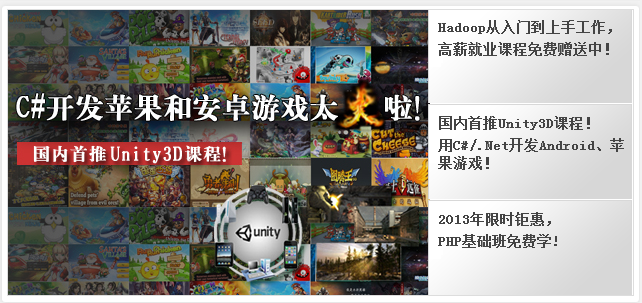 C#开发苹果和安卓游戏太火啦!
国内首推Unity3D课程!
unity
CUT the CHEESE
Hadoop从入门到上手工作,
高薪就业课程免费赠送中!
国内首推Unity3D课程!
用C#/.Net开发Android、苹
果游戏!
2013年限时钜惠,
PHP基础班免费学!